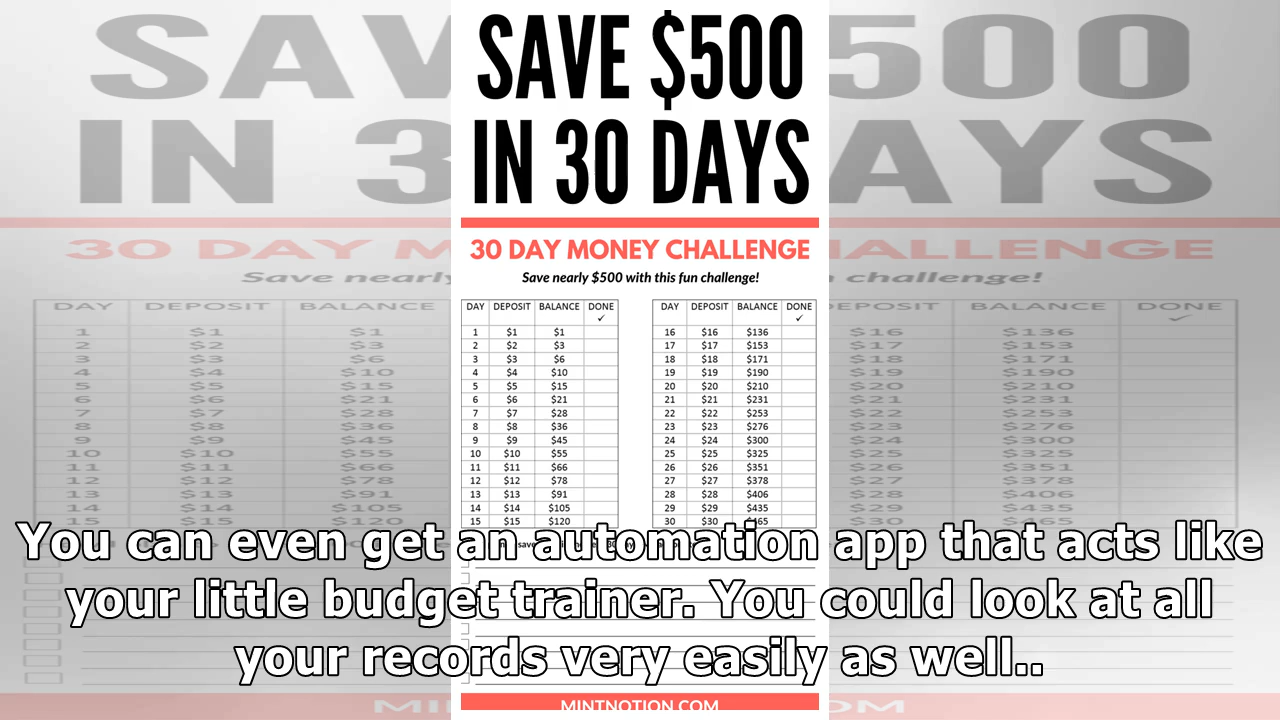 SAVE $500
IN 30 DAYS
30 DAY MONEY CHALLENGE
Save nearly $500 with this fun challenge!
DAY DEPOSIT BALANCE DONE ✓
1 $1 $1
2 $2 $3
3 $3 $6
4 $4 $10
5 $5 $15
6 $6 $21
7 $7 $28
8 $8 $36
9 $9 $45
10 $10 $55
11 $11 $66
12 $12 $78
13 $13 $91
14 $14 $105
15 $15 $120
DAY DEPOSIT BALANCE DONE ✓
16 $16 $136
17 $17 $153
18 $18 $171
19 $19 $190
20 $20 $210
21 $21 $231
22 $22 $253
23 $23 $276
24 $24 $300
25 $25 $325
26 $26 $351
27 $27 $378
28 $28 $406
29 $29 $435
30 $30 $465
You can even get an automation app that acts like
your little budget trainer. You could look at all
your records very easily as well..
MINTNOTION.COM